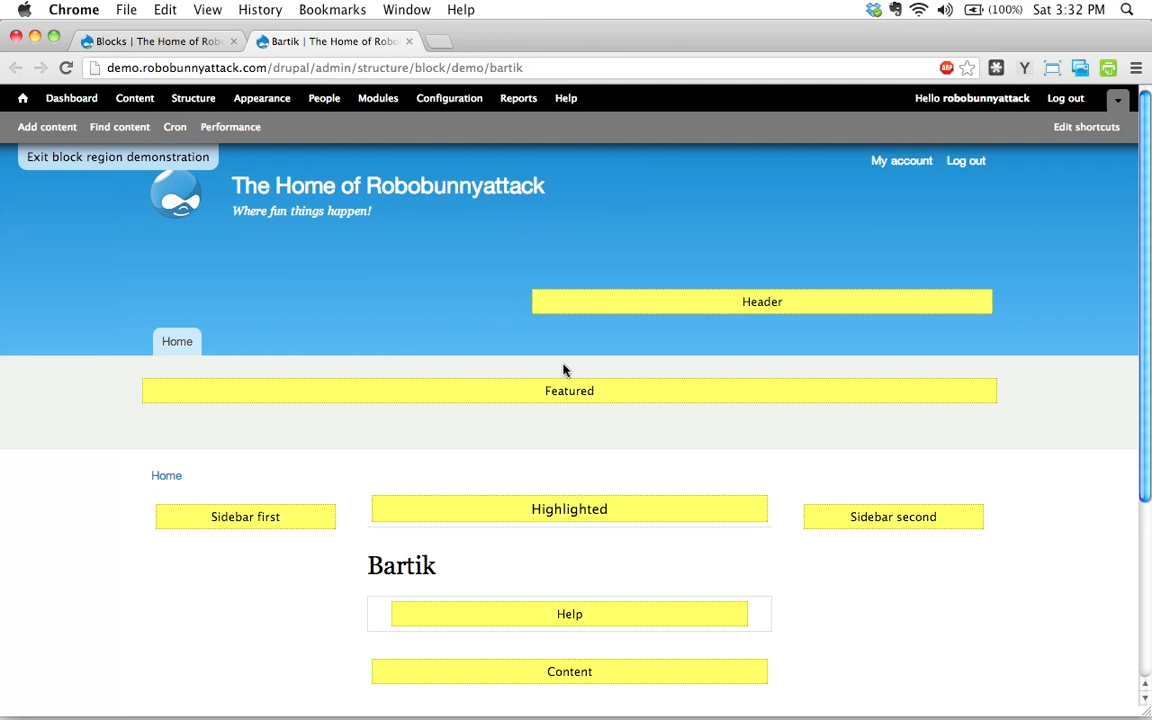 Chrome File Edit View History Bookmarks Window Help (100%) Sat 3:32 PM
Blocks | The Home of Rob Bartik | The Home of Robo
demo.robobunnyattack.com/drupal/admin/structure/block/demo/bartik ABP Y
Dashboard Content Structure Appearance People Modules Configuration Reports Help Hello robobunnyattack Log out
Add content Find content Cron Performance Edit shortcuts
Exit block region demonstration My account Log out
The Home of Robobunnyattack
Where fun things happen!
Header
Home
Featured
Home
Sidebar first Highlighted Sidebar second
Bartik
Help
Content